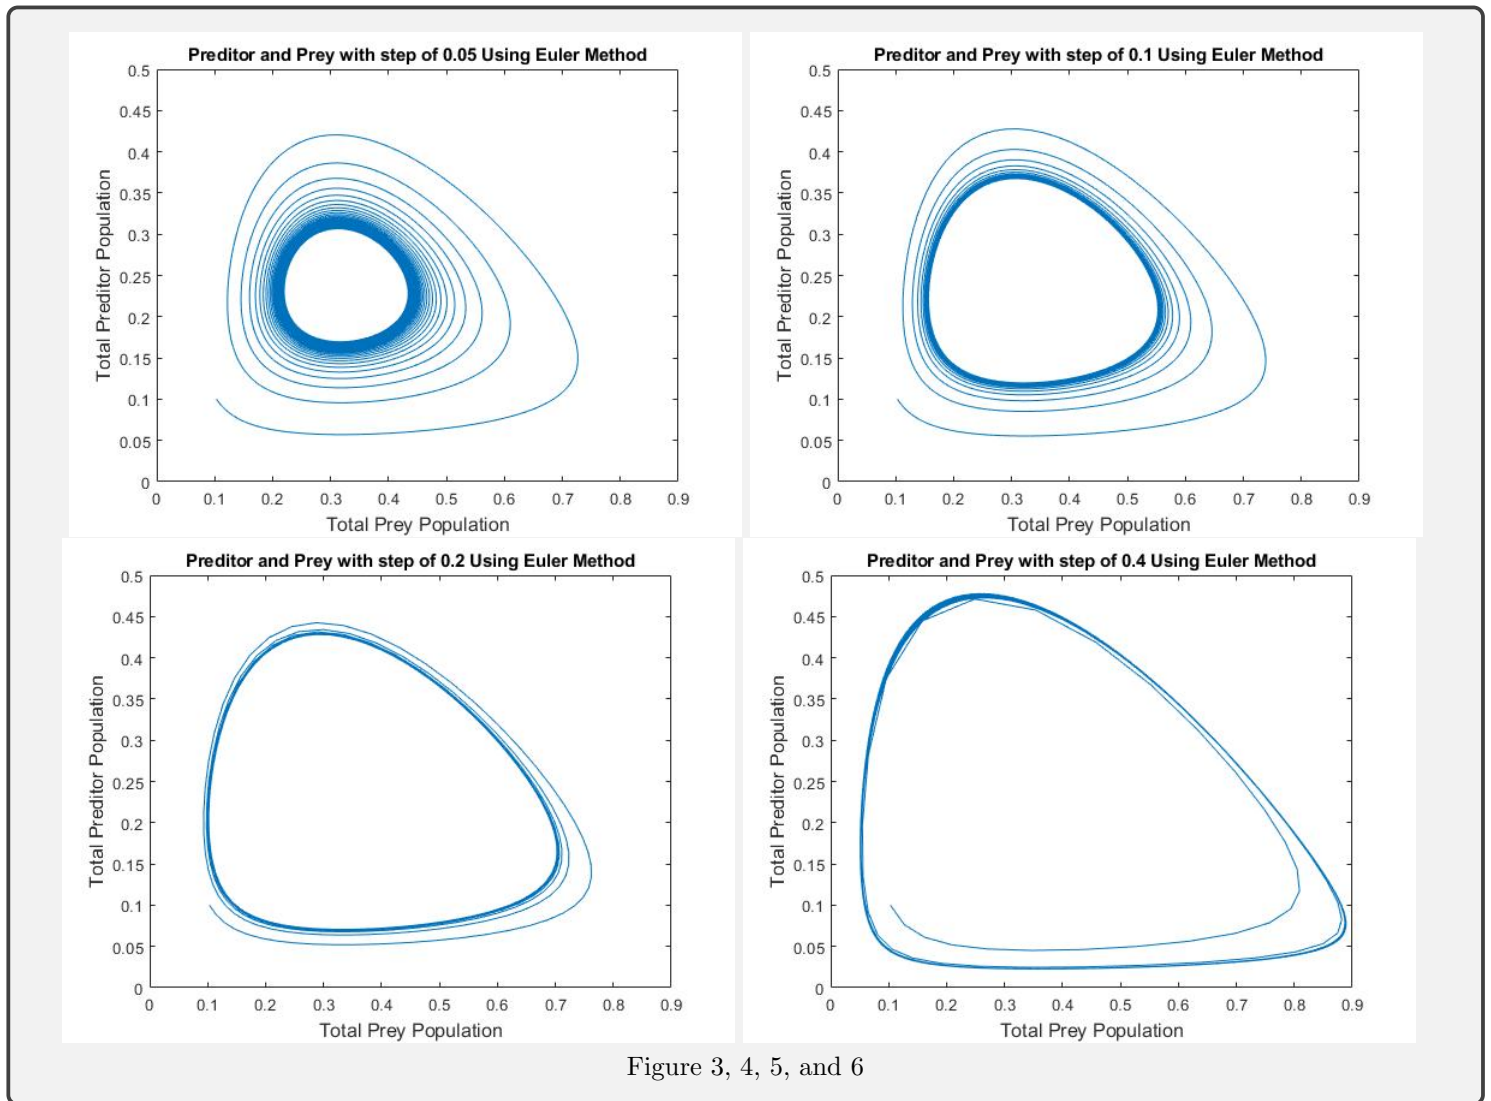 Preditor and Prey with step of 0.05 Using Euler Method
0.5
0.45
0.4
0.35
0.3
0.25
0.2
0.15
0.1
0.05
0
Total Preditor Population
0 0.1 0.2 0.3 0.4 0.5 0.6 0.7 0.8 0.9
Total Prey Population
Preditor and Prey with step of 0.1 Using Euler Method
0.5
0.45
0.4
0.35
0.3
0.25
0.2
0.15
0.1
0.05
0
Total Preditor Population
0 0.1 0.2 0.3 0.4 0.5 0.6 0.7 0.8 0.9
Total Prey Population
Preditor and Prey with step of 0.2 Using Euler Method
0.5
0.45
0.4
0.35
0.3
0.25
0.2
0.15
0.1
0.05
0
Total Preditor Population
0 0.1 0.2 0.3 0.4 0.5 0.6 0.7 0.8 0.9
Total Prey Population
Preditor and Prey with step of 0.4 Using Euler Method
0.5
0.45
0.4
0.35
0.3
0.25
0.2
0.15
0.1
0.05
0
Total Preditor Population
0 0.1 0.2 0.3 0.4 0.5 0.6 0.7 0.8 0.9
Total Prey Population
Figure 3, 4, 5, and 6